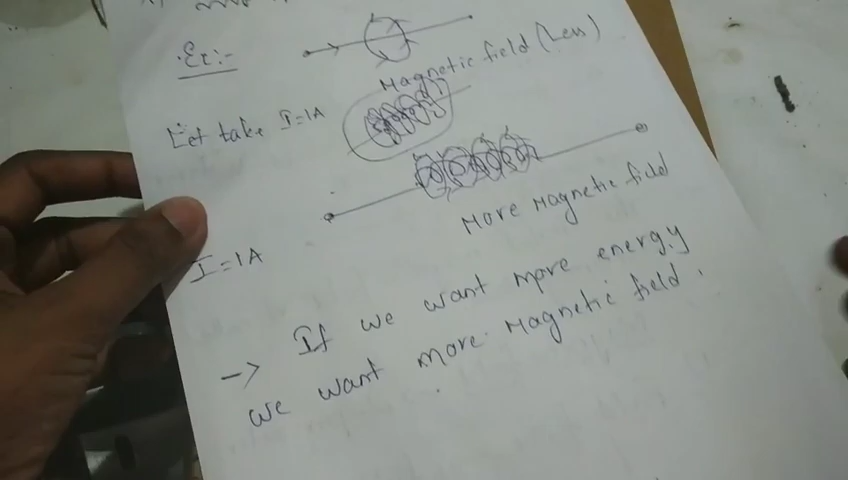 Ex:-
Magnetic field (Less)
Let take I=1A
More Magnetic field
I=1A
-> If we want more energy
we want more Magnetic field.